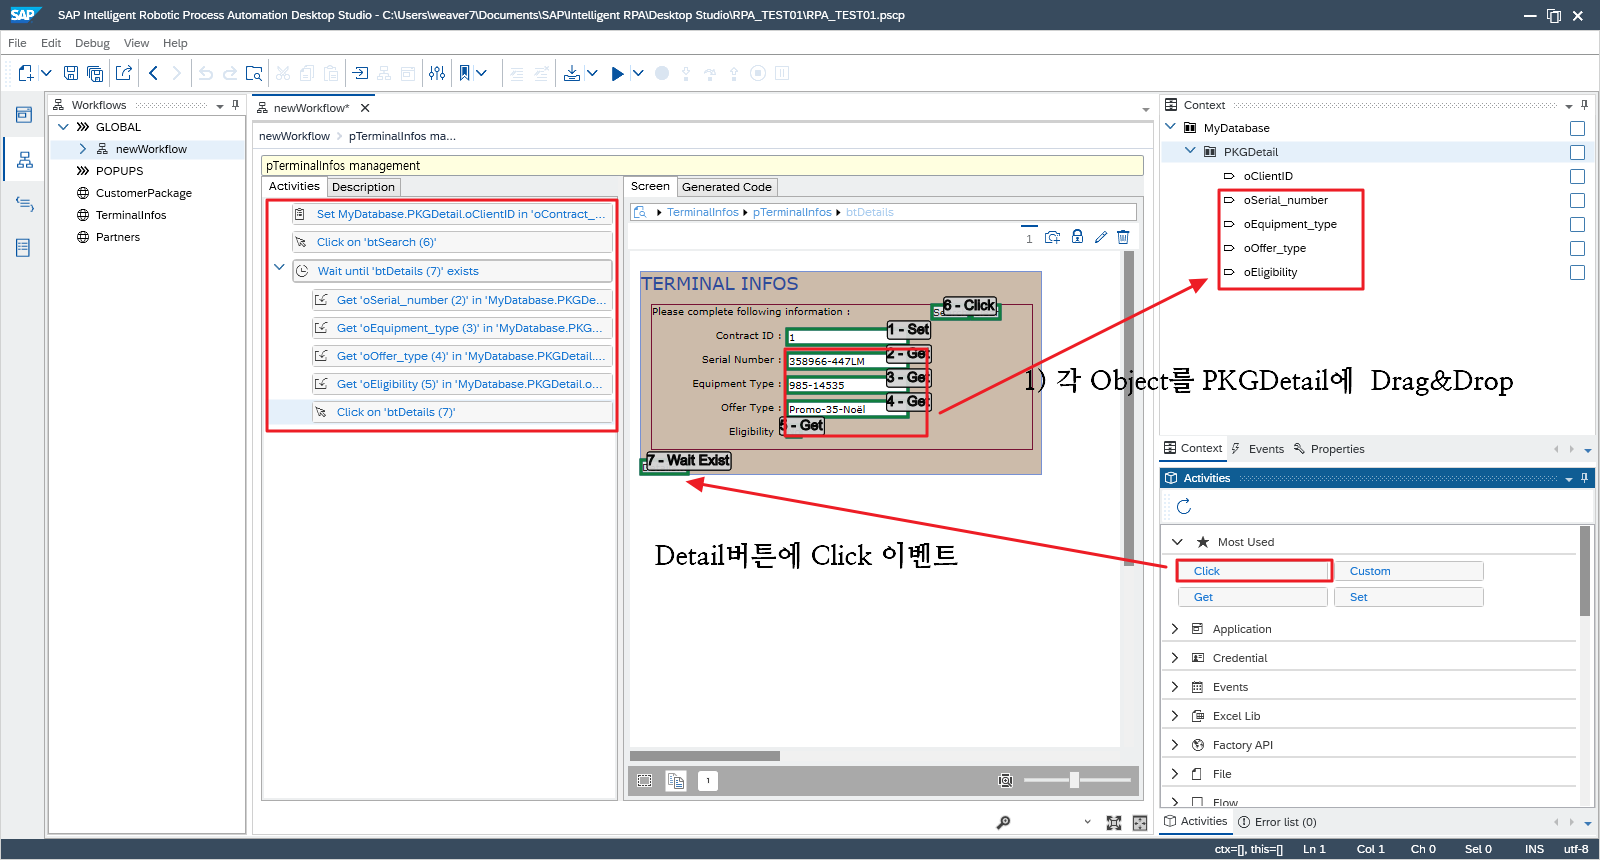 SAP SAP Intelligent Robotic Process Automation Desktop Studio - C:\Users\weaver7\Documents\SAP\Intelligent RPA\Desktop Studio\RPA_TEST01\RPA_TEST01.pscp
File Edit Debug View Help
Workflows
GLOBAL
newWorkflow
POPUPS
CustomerPackage
TerminalInfos
Partners
newWorkflow*
newWorkflow > pTerminalInfos ma...
pTerminalInfos management
Activities Description
Set MyDatabase.PKGDetail.oClientID in 'oContract_...
Click on 'btSearch (6)'
Wait until 'btDetails (7)' exists
Get 'oSerial_number (2)' in 'MyDatabase.PKGDe...
Get 'oEquipment_type (3)' in 'MyDatabase.PKG...
Get 'oOffer_type (4)' in 'MyDatabase.PKGDetail....
Get 'oEligibility (5)' in 'MyDatabase.PKGDetail.o...
Click on 'btDetails (7)'
Screen Generated Code
TerminalInfos pTerminalInfos btDetails
1
TERMINAL INFOS
Please complete following information :
6 - Click
Contract ID : 1
1 - Set
Serial Number : 358966-447LM
2 - Get
Equipment Type : 985-14535
3 - Get
Offer Type : Promo-35-Noël
4 - Get
Eligibility
5 - Get
7 - Wait Exist
1) 각 Object를 PKGDetail에 Drag&Drop
Detail버튼에 Click 이벤트
1
Context
MyDatabase
PKGDetail
oClientID
oSerial_number
oEquipment_type
oOffer_type
oEligibility
Context Events Properties
Activities
Most Used
Click Custom
Get Set
Application
Credential
Events
Excel Lib
Factory API
File
Flow
Activities Error list (0)
ctx=[], this=[] Ln 1 Col 1 Ch 0 Sel 0 INS utf-8